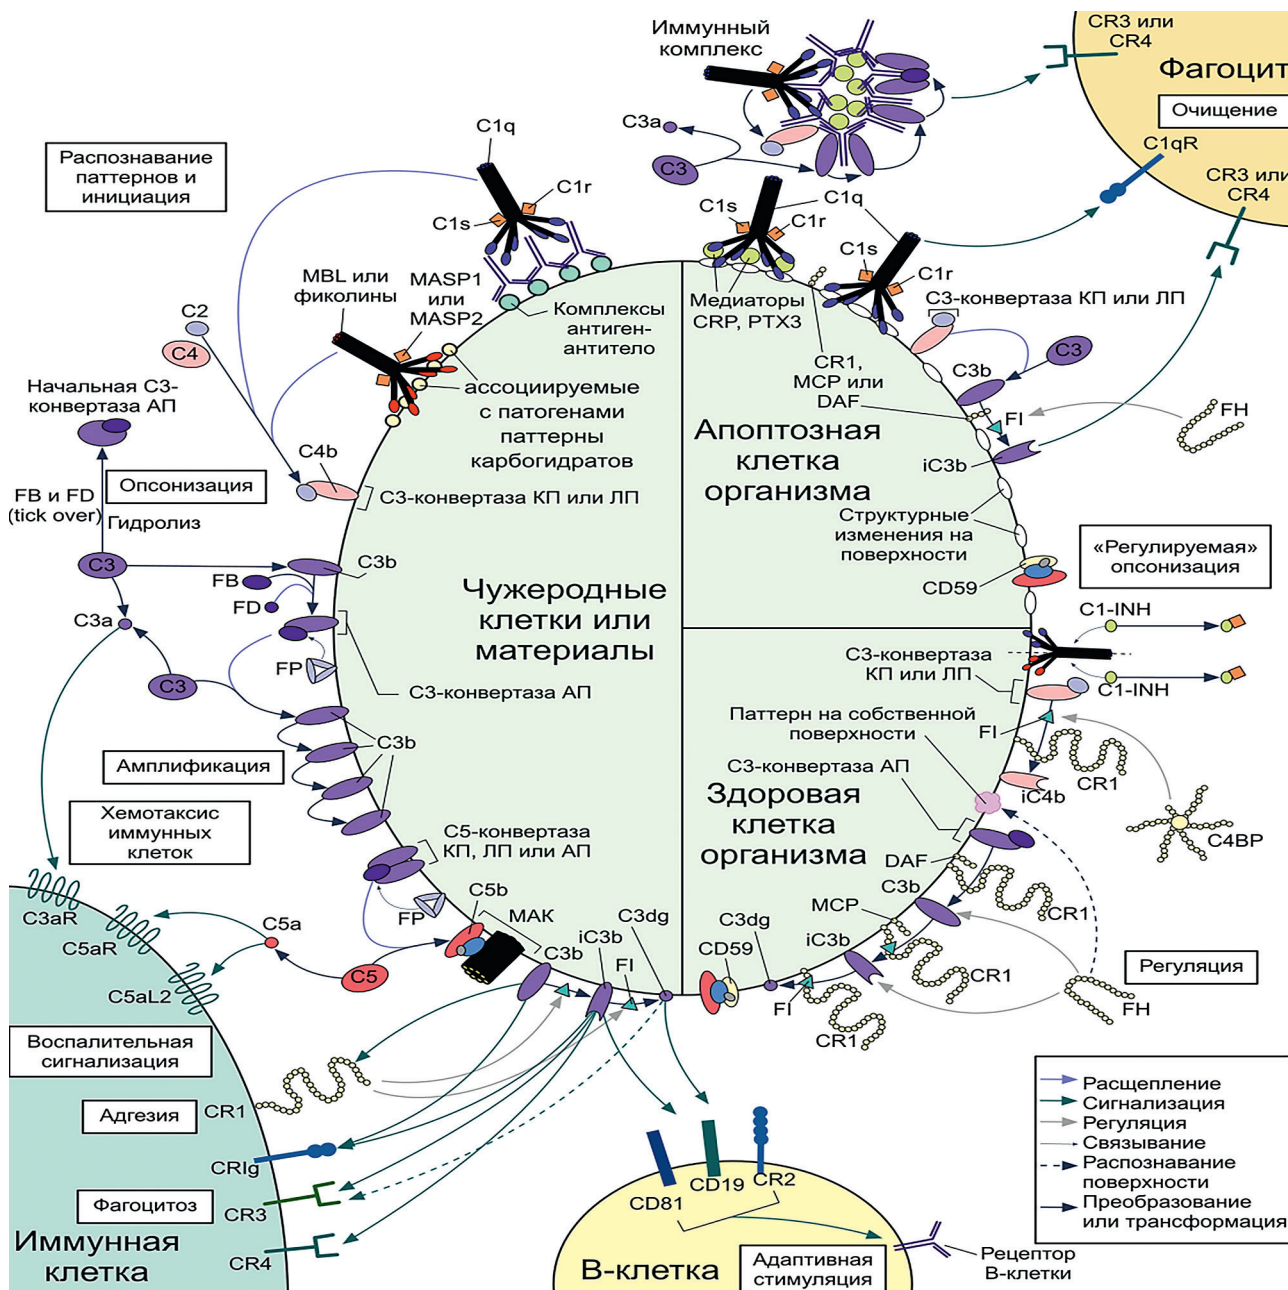 Иммунный
комплекс
CR3 или
CR4
Фагоцит
Очищение
C1qR
CR3 или
CR4
C3a
C3
C1q
C1r
C1s
Распознавание
паттернов и
инициация
C1s
C1q
C1r
C1s
C1r
MBL или
фиколины
MASP1
или
MASP2
Комплексы
антиген-
антитело
Медиаторы
CRP, PTX3
C3-конвертаза КП или ЛП
C2
C4
C3
C3b
CR1,
MCP или
DAF
FI
FH
iC3b
Начальная C3-
конвертаза АП
ассоциируемые
с патогенами
паттерны
карбогидратов
Апоптозная
клетка
организма
C4b
Опсонизация
FB и FD
(tick over)
Гидролиз
C3-конвертаза КП или ЛП
Структурные
изменения на
поверхности
«Регулируемая»
опсонизация
C3
C3b
FB
FD
CD59
C3a
Чужеродные
клетки или
материалы
C1-INH
C1-INH
FP
C3
C3-конвертаза АП
C3-конвертаза
КП или ЛП
Паттерн на собственной
поверхности
FI
CR1
C3b
Амплификация
C3-конвертаза АП
iC4b
Здоровая
клетка
организма
C4BP
Хемотаксис
иммунных
клеток
C5-конвертаза
КП, ЛП или АП
DAF
CR1
C3b
FP
C5b
МАК
C3b
iC3b
C3dg
FI
C3dg
CD59
MCP
iC3b
CR1
FI
CR1
FH
Регуляция
C3aR
C5aR
C5a
C5
C5aL2
Воспалительная
сигнализация
Адгезия
CR1
CRIg
Фагоцитоз
CR3
CR4
Иммунная
клетка
CD81
CD19
CR2
В-клетка
Адаптивная
стимуляция
Рецептор
В-клетки
Расщепление
Сигнализация
Регуляция
Связывание
Распознавание
поверхности
Преобразование
или трансформация